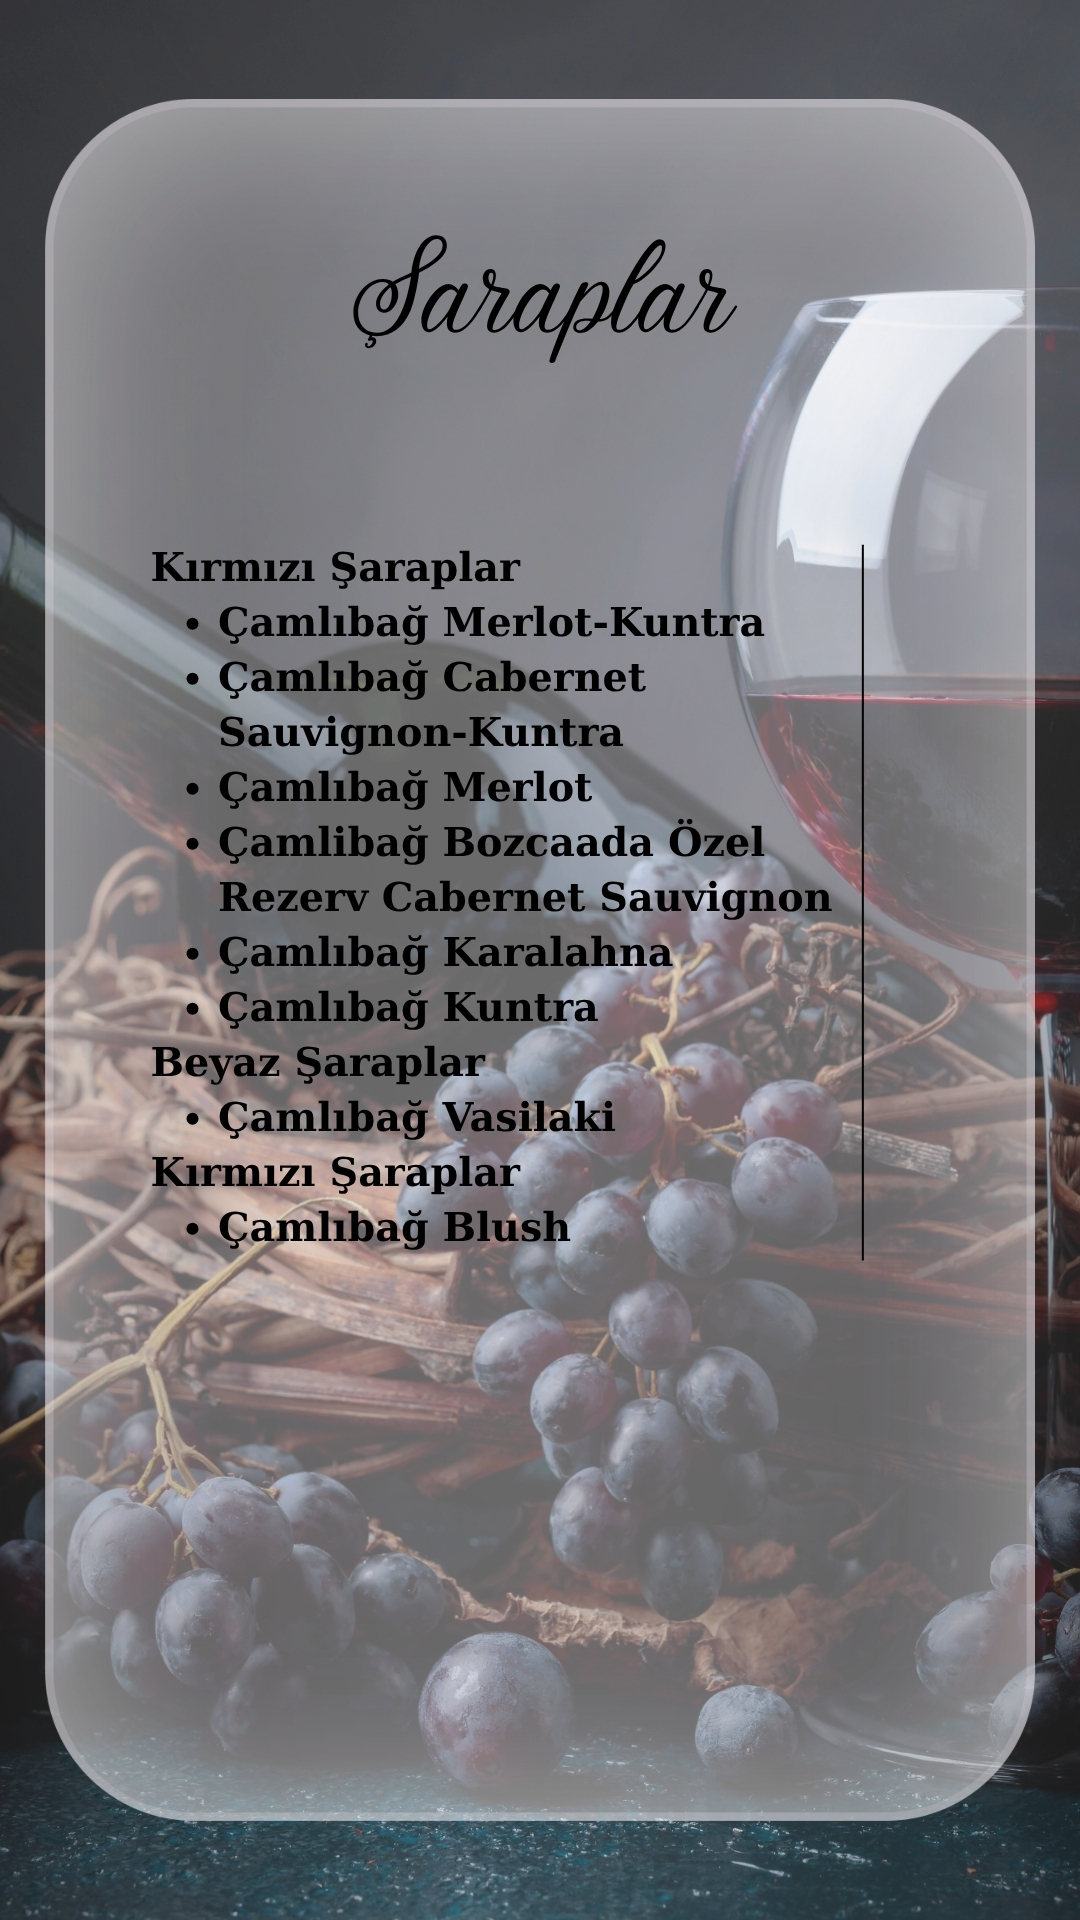 Şaraplar
Kırmızı Şaraplar
• Çamlıbağ Merlot-Kuntra
• Çamlıbağ Cabernet
Sauvignon-Kuntra
• Çamlıbağ Merlot
• Çamlibağ Bozcaada Özel
Rezerv Cabernet Sauvignon
• Çamlıbağ Karalahna
• Çamlıbağ Kuntra
Beyaz Şaraplar
• Çamlıbağ Vasilaki
Kırmızı Şaraplar
• Çamlıbağ Blush